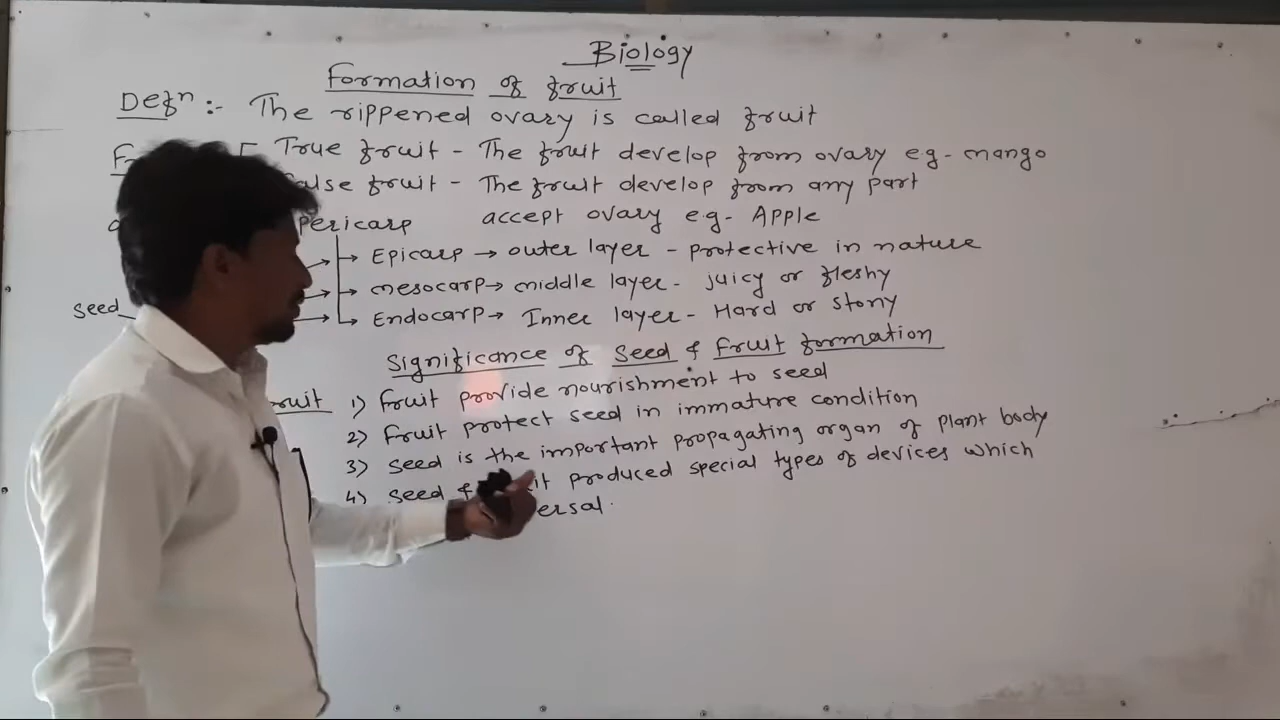 Biology
Formation of fruit
Defn :- The rippened ovary is called fruit
True fruit - The fruit develop from ovary e.g- mango
alse fruit - The fruit develop from any part
accept ovary e.g- Apple
pericarp
Epicarp → outer layer - protective in nature
mesocarp → middle layer - juicy or fleshy
seed
Endocarp → Inner layer - Hard or stony
Significance of Seed & Fruit formation
ruit 1) fruit provide nourishment to seed
2) fruit protect seed in immature condition
3) seed is the important propagating organ of plant body
4) seed & it produced special types of devices which
ersal.